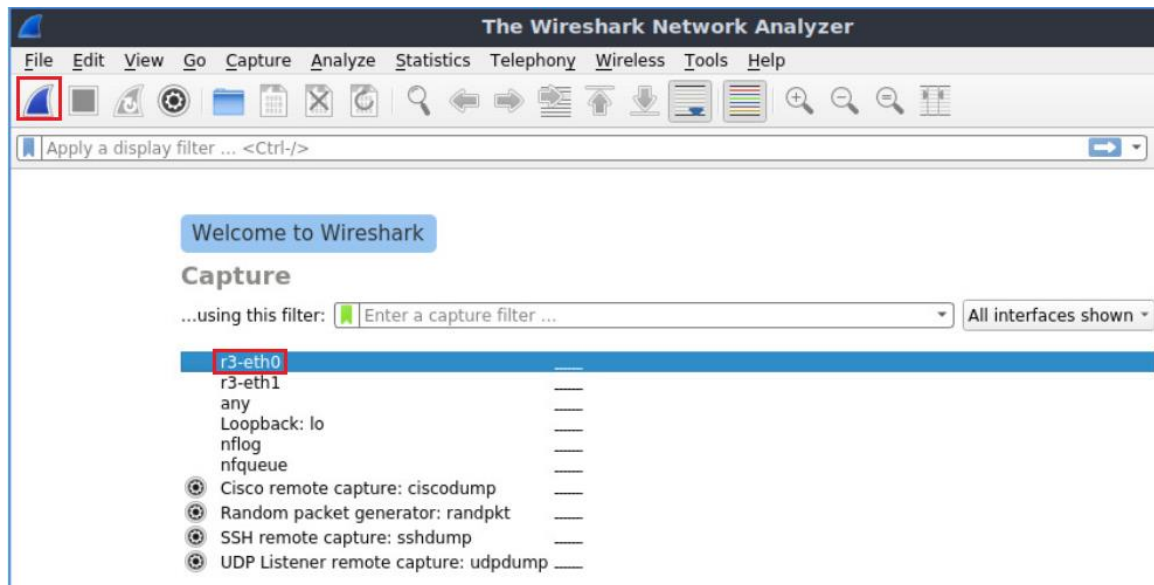 The Wireshark Network Analyzer
File Edit View Go Capture Analyze Statistics Telephony Wireless Tools Help
Apply a display filter ... <Ctrl-/>
Welcome to Wireshark
Capture
...using this filter: Enter a capture filter ... All interfaces shown
r3-eth0
r3-eth1
any
Loopback: lo
nflog
nfqueue
Cisco remote capture: ciscodump
Random packet generator: randpkt
SSH remote capture: sshdump
UDP Listener remote capture: udpdump